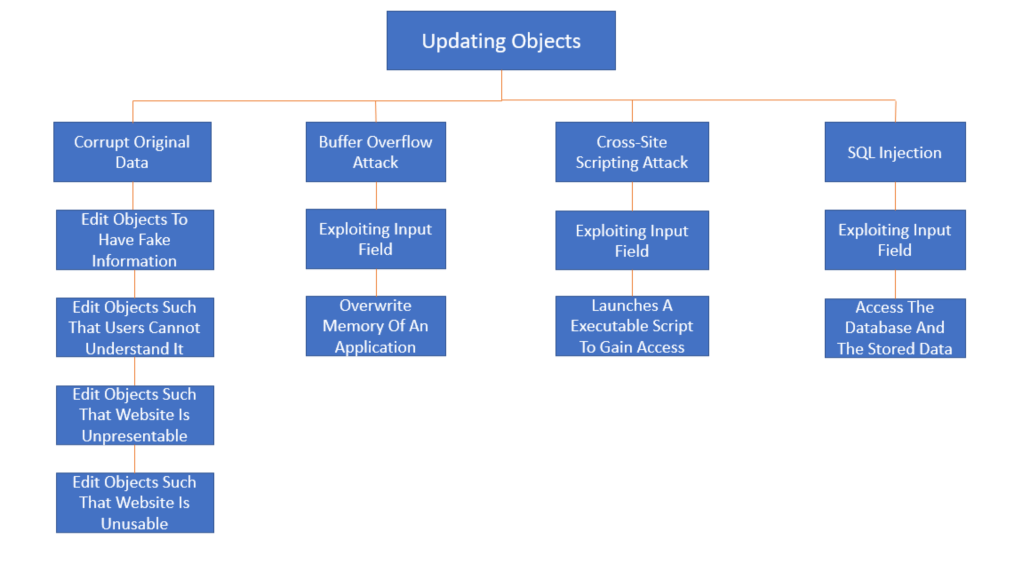 Updating Objects
Corrupt Original
Data
Buffer Overflow
Attack
Cross-Site
Scripting Attack
SQL Injection
Edit Objects To
Have Fake
Information
Exploiting Input
Field
Exploiting Input
Field
Exploiting Input
Field
Edit Objects Such
That Users Cannot
Understand It
Overwrite
Memory Of An
Application
Launches A
Executable Script
To Gain Access
Access The
Database And
The Stored Data
Edit Objects Such
That Website Is
Unpresentable
Edit Objects Such
That Website Is
Unusable